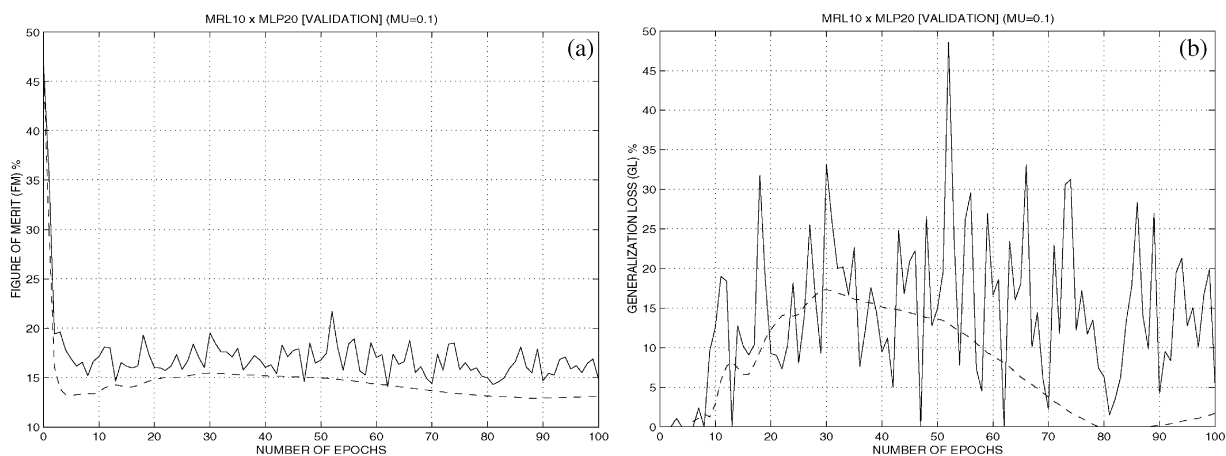 MRL10 x MLP20 [VALIDATION] (MU=0.1)
(a)
FIGURE OF MERIT (FM) %
50
45
40
35
30
25
20
15
10
0 10 20 30 40 50 60 70 80 90 100
NUMBER OF EPOCHS
MRL10 x MLP20 [VALIDATION] (MU=0.1)
(b)
GENERALIZATION LOSS (GL) %
50
45
40
35
30
25
20
15
10
5
0
0 10 20 30 40 50 60 70 80 90 100
NUMBER OF EPOCHS